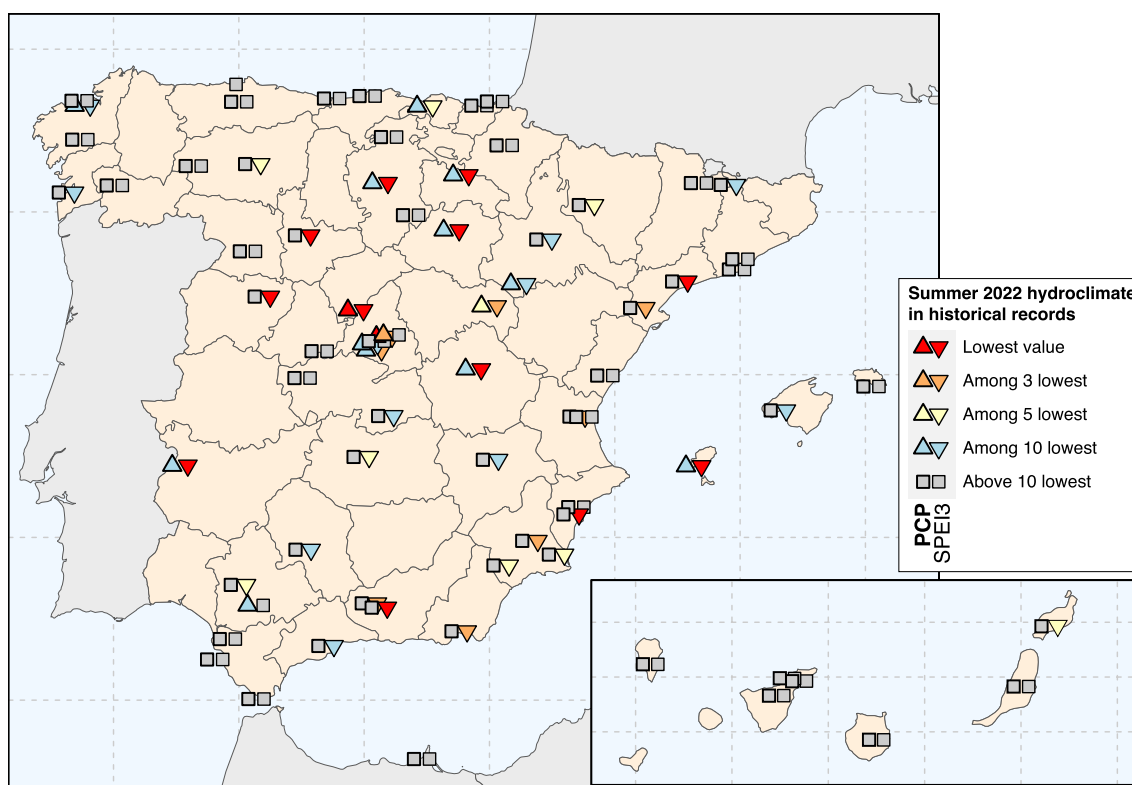 Summer 2022 hydroclimate
in historical records
Lowest value
Among 3 lowest
Among 5 lowest
Among 10 lowest
Above 10 lowest
PCP
SPEI3